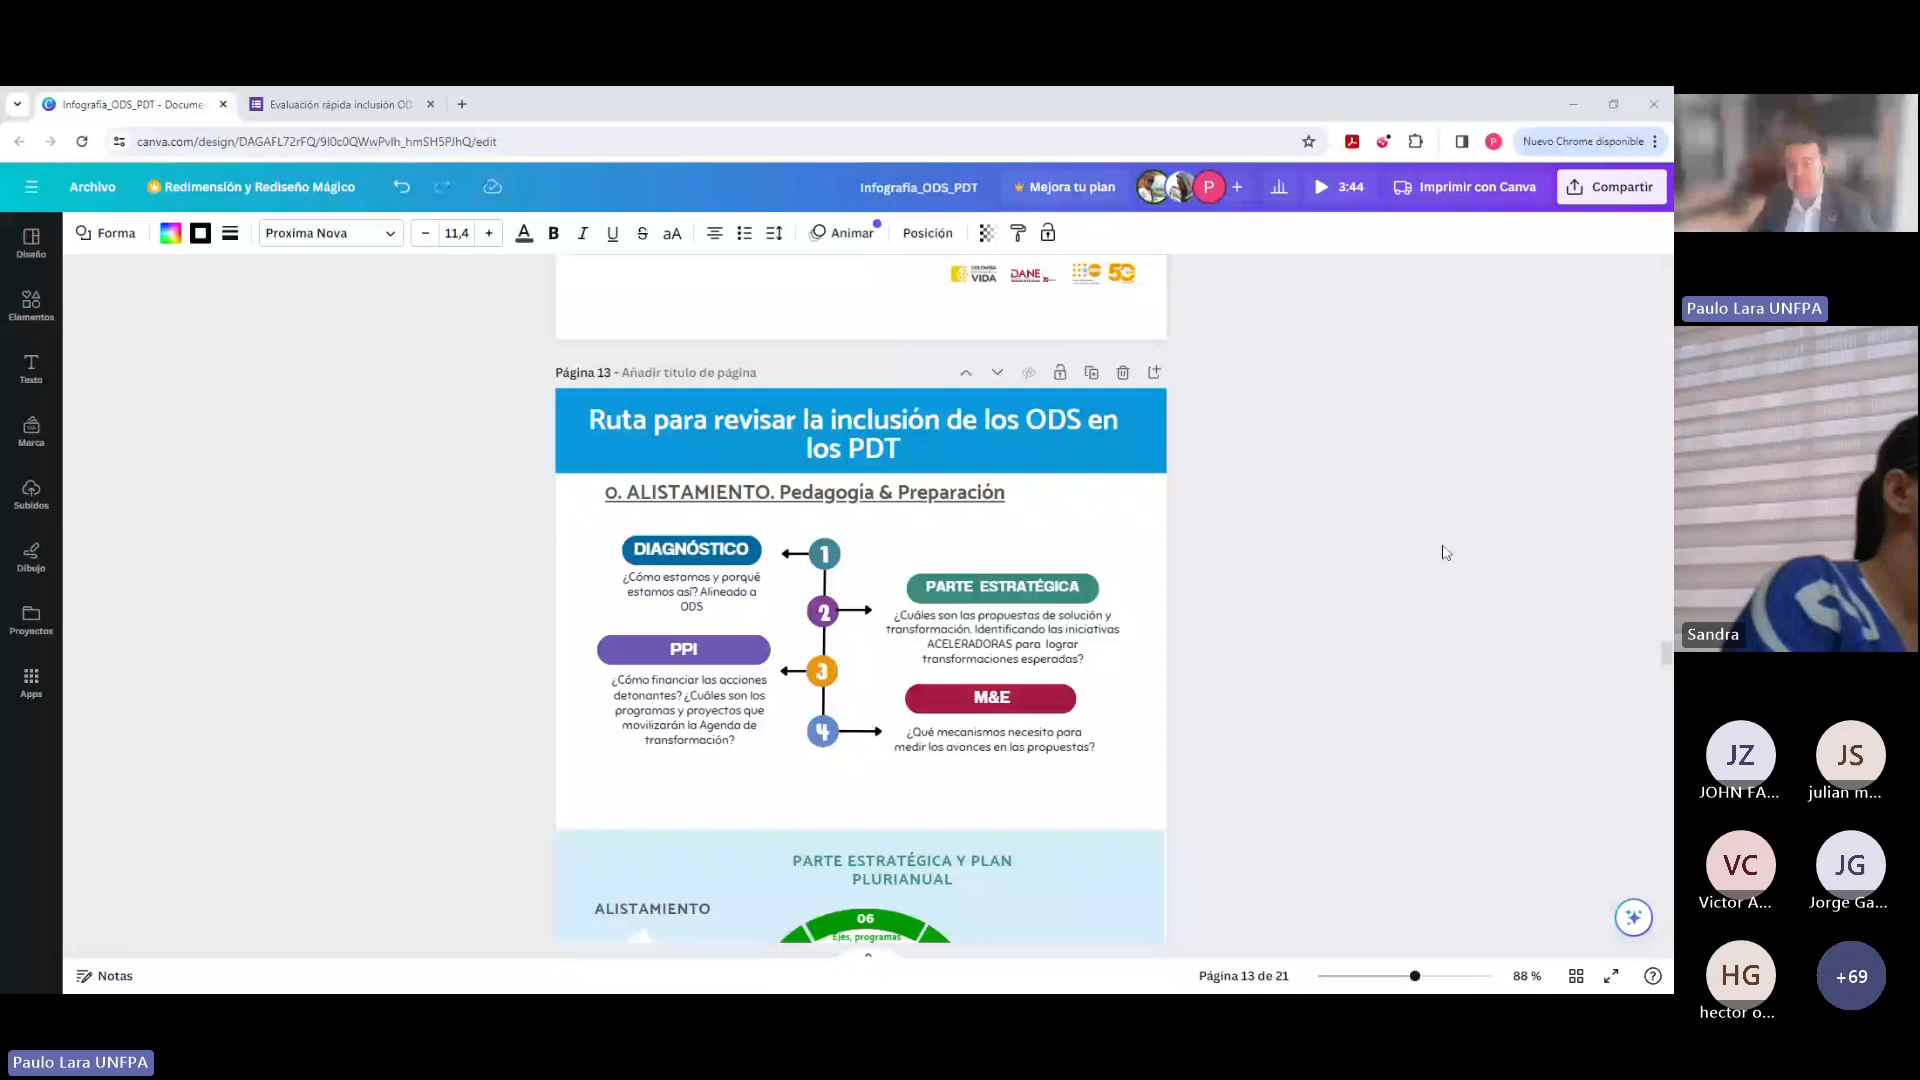 Infografia_ODS_PDT - Docume
Evaluación rápida inclusión OD
canva.com/design/DAGAFL72rFQ/9l0c0QWwPvlh_hmSH5PJhQ/edit
P
Nuevo Chrome disponible
Archivo
Redimensión y Rediseño Mágico
Infografia_ODS_PDT
Mejora tu plan
P
3:44
Imprimir con Canva
Compartir
Forma
Proxima Nova
11,4
A
B
I
U
S
aA
Animar
Posición
Diseño
Elementos
Texto
Marca
Subidos
Dibujo
Proyectos
Apps
COLOMBIA
VIDA
DANE
50
Página 13 - Añadir título de página
Ruta para revisar la inclusión de los ODS en
los PDT
0. ALISTAMIENTO. Pedagogía & Preparación
DIAGNÓSTICO
1
¿Cómo estamos y porqué
estamos así? Alineado a
ODS
PARTE ESTRATÉGICA
2
¿Cuáles son las propuestas de solución y
transformación. Identificando las iniciativas
ACELERADORAS para lograr
transformaciones esperadas?
PPI
3
¿Cómo financiar las acciones
detonantes? ¿Cuáles son los
programas y proyectos que
movilizarán la Agenda de
transformación?
M&E
4
¿Qué mecanismos necesito para
medir los avances en las propuestas?
PARTE ESTRATÉGICA Y PLAN
PLURIANUAL
ALISTAMIENTO
06
Ejes, programas
Notas
Página 13 de 21
88 %
Paulo Lara UNFPA
Sandra
JZ
JOHN FA...
JS
julian m...
VC
Victor A...
JG
Jorge Ga...
HG
hector o...
+69
Paulo Lara UNFPA